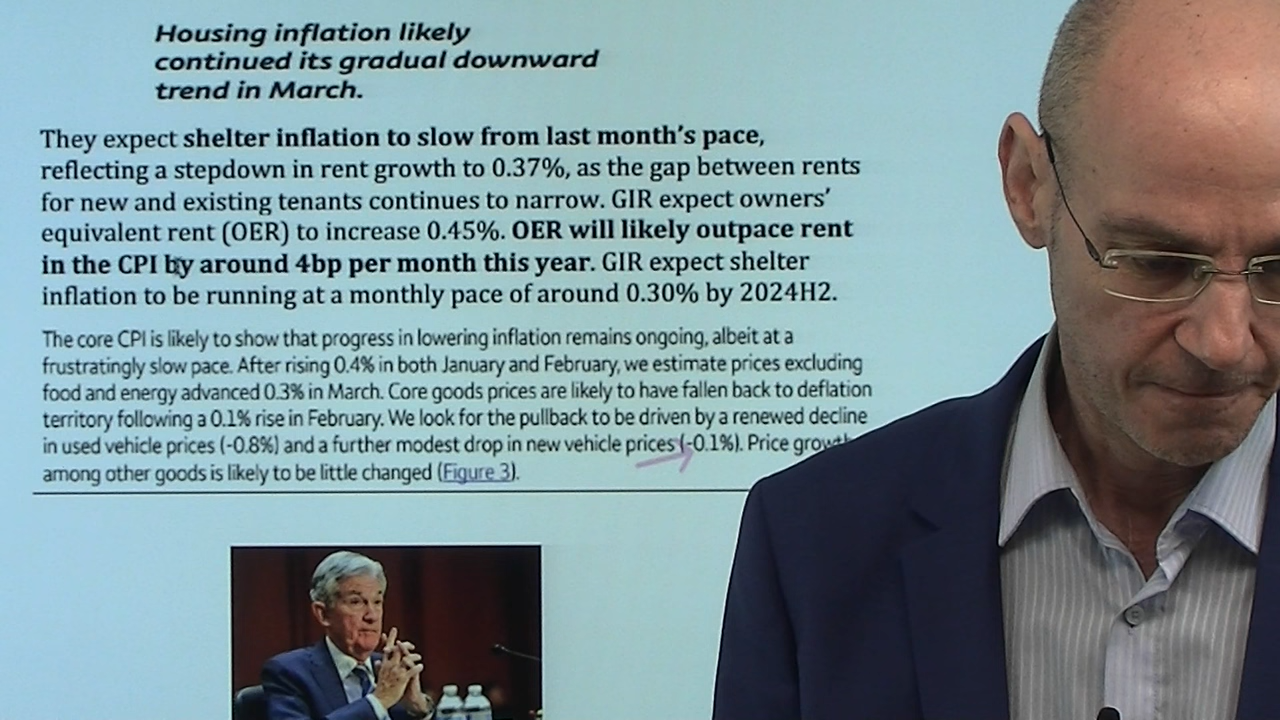 Housing inflation likely
continued its gradual downward
trend in March.
They expect shelter inflation to slow from last month's pace,
reflecting a stepdown in rent growth to 0.37%, as the gap between rents
for new and existing tenants continues to narrow. GIR expect owners'
equivalent rent (OER) to increase 0.45%. OER will likely outpace rent
in the CPI by around 4bp per month this year. GIR expect shelter
inflation to be running at a monthly pace of around 0.30% by 2024H2.
The core CPI is likely to show that progress in lowering inflation remains ongoing, albeit at a
frustratingly slow pace. After rising 0.4% in both January and February, we estimate prices excluding
food and energy advanced 0.3% in March. Core goods prices are likely to have fallen back to deflation
territory following a 0.1% rise in February. We look for the pullback to be driven by a renewed decline
in used vehicle prices (-0.8%) and a further modest drop in new vehicle prices (-0.1%). Price growth
among other goods is likely to be little changed (Figure 3).